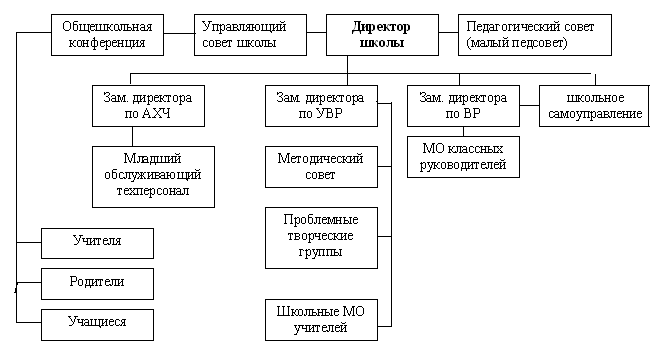 Общешкольная
конференция
Управляющий
совет школы
Директор
школы
Педагогический совет
(малый педсовет)
Зам. директора
по АХЧ
Зам. директора
по УВР
Зам. директора
по ВР
школьное
самоуправление
Младший
обслуживающий
техперсонал
Методический
совет
МО классных
руководителей
Проблемные
творческие
группы
Учителя
Родители
Учащиеся
Школьные МО
учителей